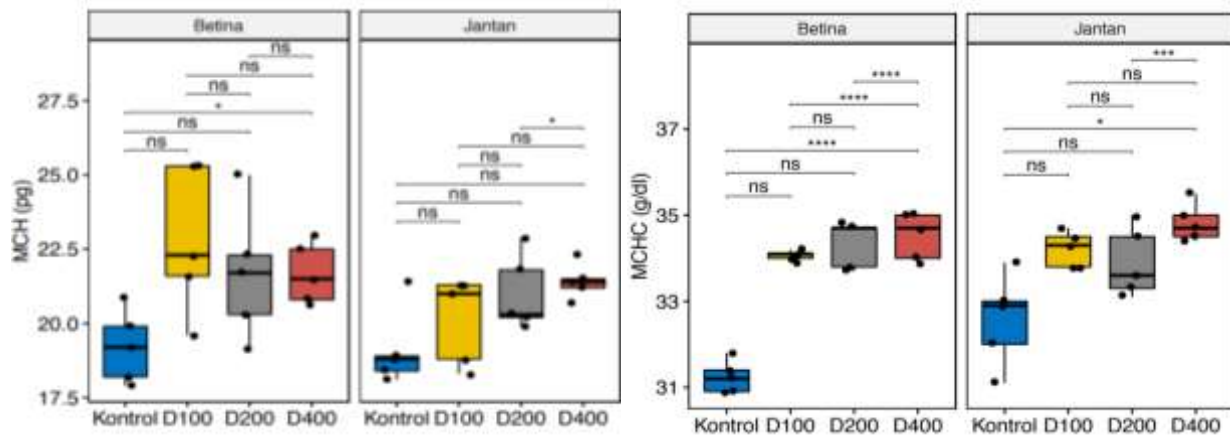 Betina
Jantan
ns
ns
ns
*
ns
ns
*
ns
ns
ns
ns
ns
MCH (pg)
27.5
25.0
22.5
20.0
17.5
Kontrol D100 D200 D400
Kontrol D100 D200 D400
Betina
Jantan
****
****
ns
****
ns
ns
***
ns
ns
*
ns
ns
MCHC (g/dl)
37
35
33
31
Kontrol D100 D200 D400
Kontrol D100 D200 D400